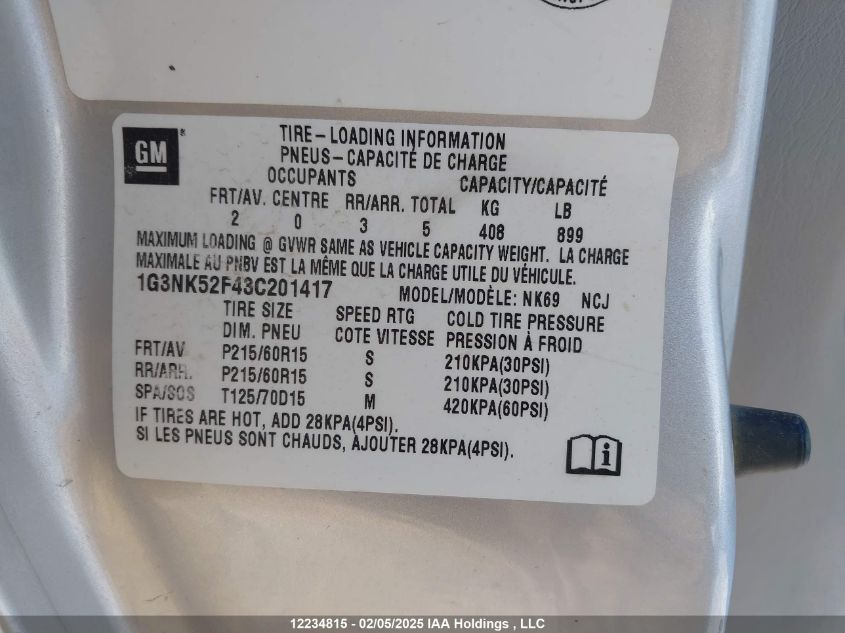 GM
TIRE-LOADING INFORMATION
PNEUS-CAPACITÉ DE CHARGE
OCCUPANTS CAPACITY/CAPACITÉ
FRT/AV. CENTRE RR/ARR. TOTAL KG LB
2 0 3 5 408 899
MAXIMUM LOADING @ GVWR SAME AS VEHICLE CAPACITY WEIGHT. LA CHARGE
MAXIMALE AU PNBV EST LA MÊME QUE LA CHARGE UTILE DU VÉHICULE.
1G3NK52F43C201417 MODEL/MODÈLE: NK69 NCJ
TIRE SIZE SPEED RTG COLD TIRE PRESSURE
DIM. PNEU COTE VITESSE PRESSION À FROID
FRT/AV P215/60R15 S 210KPA(30PSI)
RR/ARR. P215/60R15 S 210KPA(30PSI)
SPA/SOS T125/70D15 M 420KPA(60PSI)
IF TIRES ARE HOT, ADD 28KPA(4PSI).
SI LES PNEUS SONT CHAUDS, AJOUTER 28KPA(4PSI).
12234815 - 02/05/2025 IAA Holdings , LLC